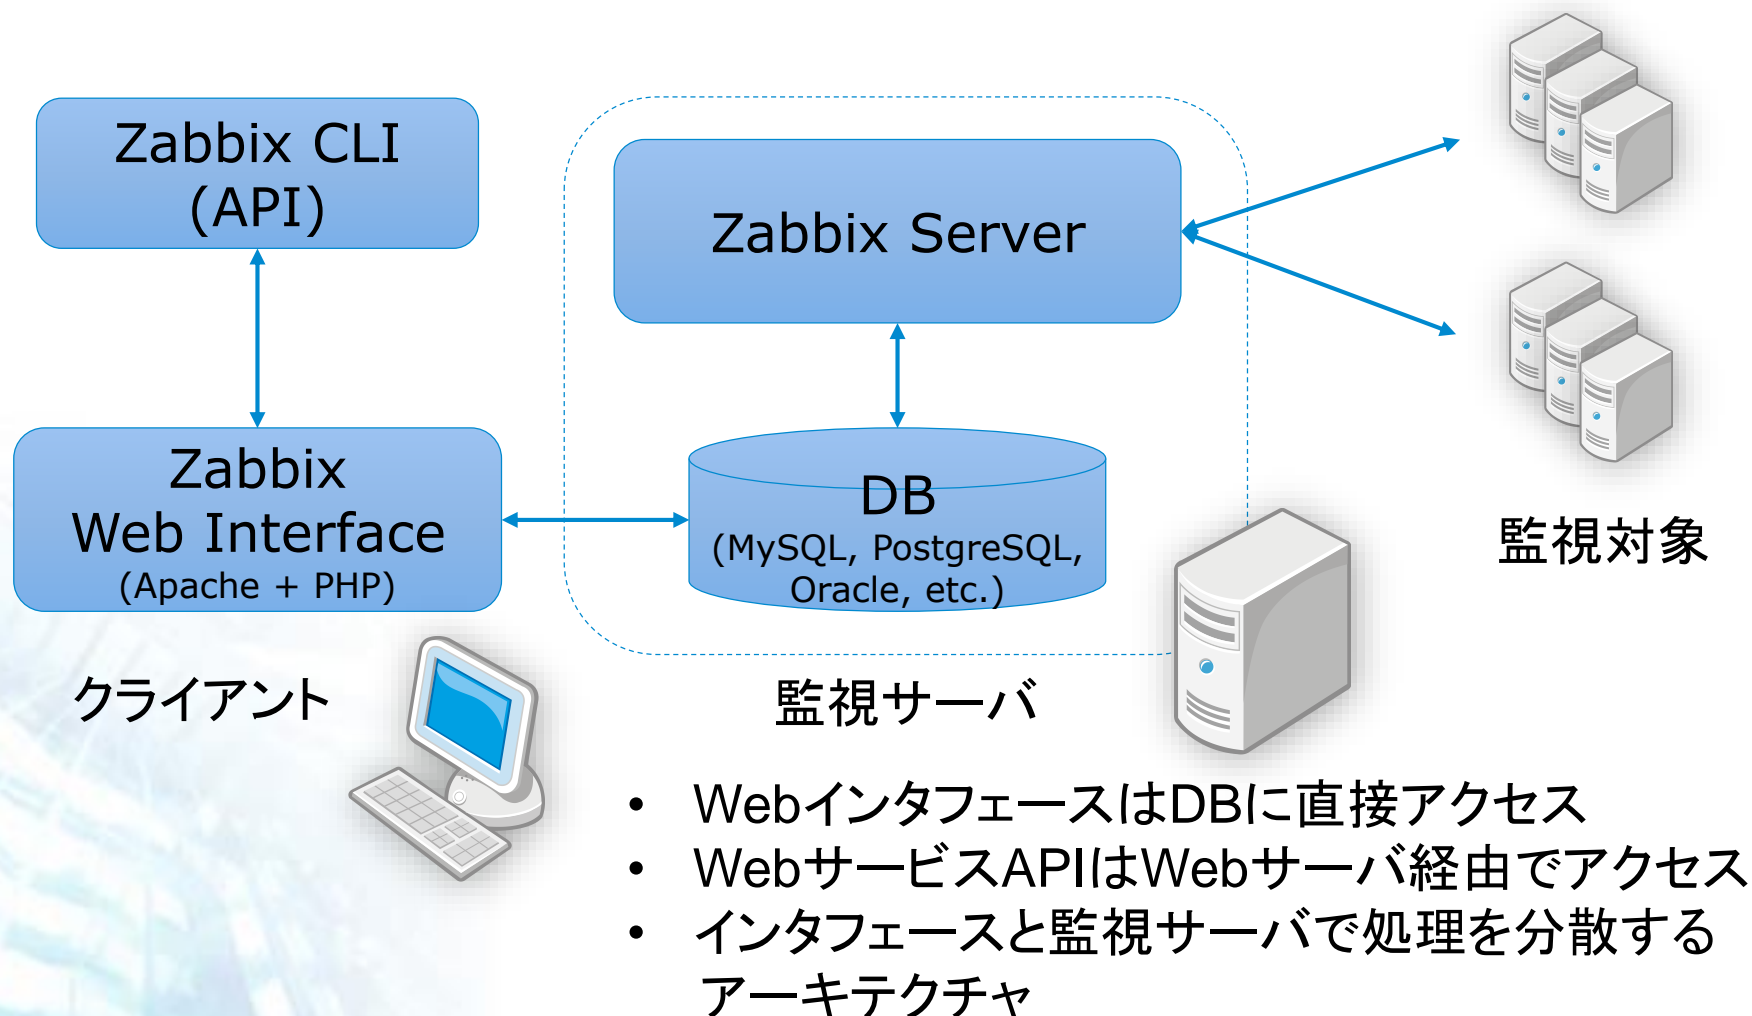 Zabbix CLI
(API)
Zabbix Server
Zabbix
Web Interface
(Apache + PHP)
DB
(MySQL, PostgreSQL,
Oracle, etc.)
監視対象
クライアント
監視サーバ
• WebインタフェースはDBに直接アクセス
• WebサービスAPIはWebサーバ経由でアクセス
• インタフェースと監視サーバで処理を分散する
アーキテクチャ